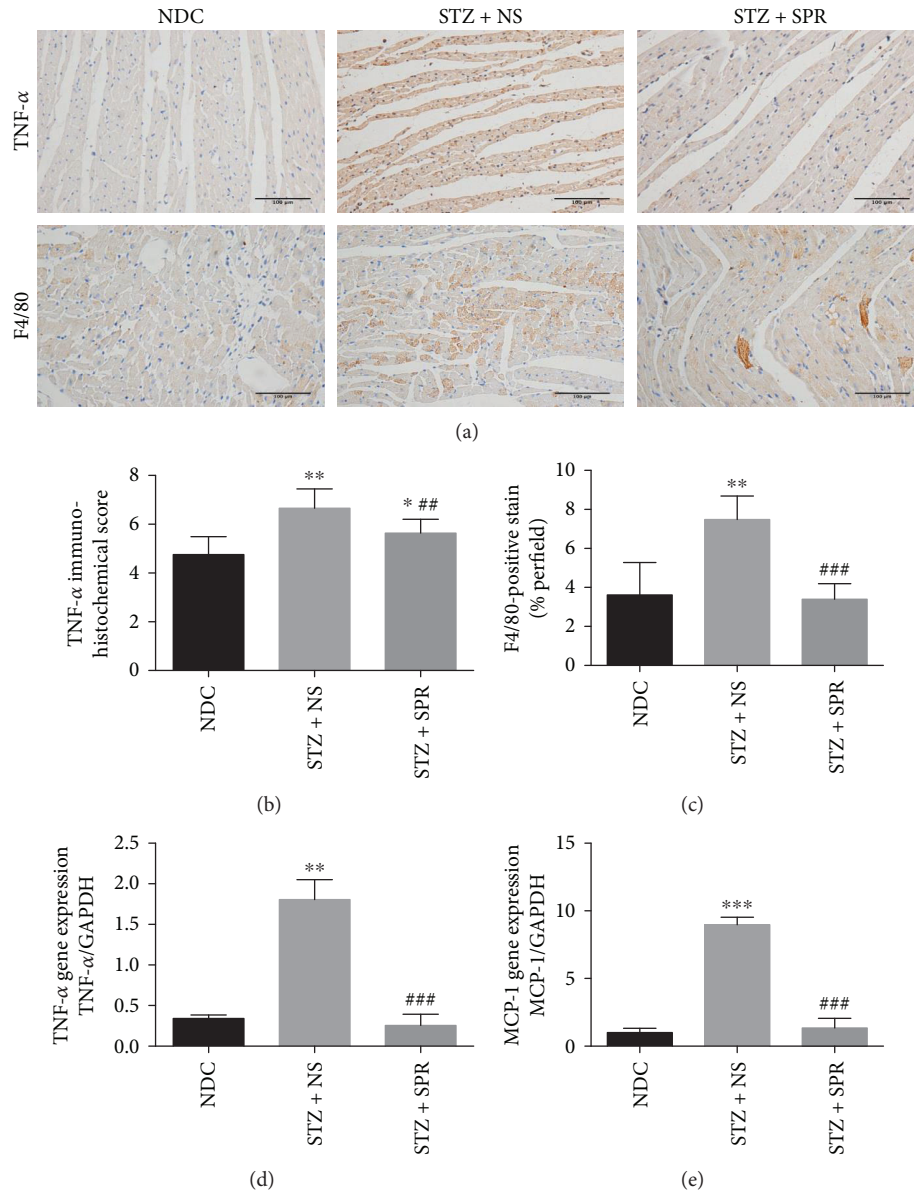 NDC
STZ + NS
STZ + SPR
TNF-α
100 μm
100 μm
100 μm
F4/80
100 μm
100 μm
100 μm
(a)
TNF-α immuno-
histochemical score
8
6
4
2
0
**
* ##
NDC
STZ + NS
STZ + SPR
(b)
F4/80-positive stain
(% perfield)
10
8
6
4
2
0
**
###
NDC
STZ + NS
STZ + SPR
(c)
TNF-α gene expression
TNF-α/GAPDH
2.5
2.0
1.5
1.0
0.5
0.0
**
###
NDC
STZ + NS
STZ + SPR
(d)
MCP-1 gene expression
MCP-1/GAPDH
15
10
5
0
***
###
NDC
STZ + NS
STZ + SPR
(e)